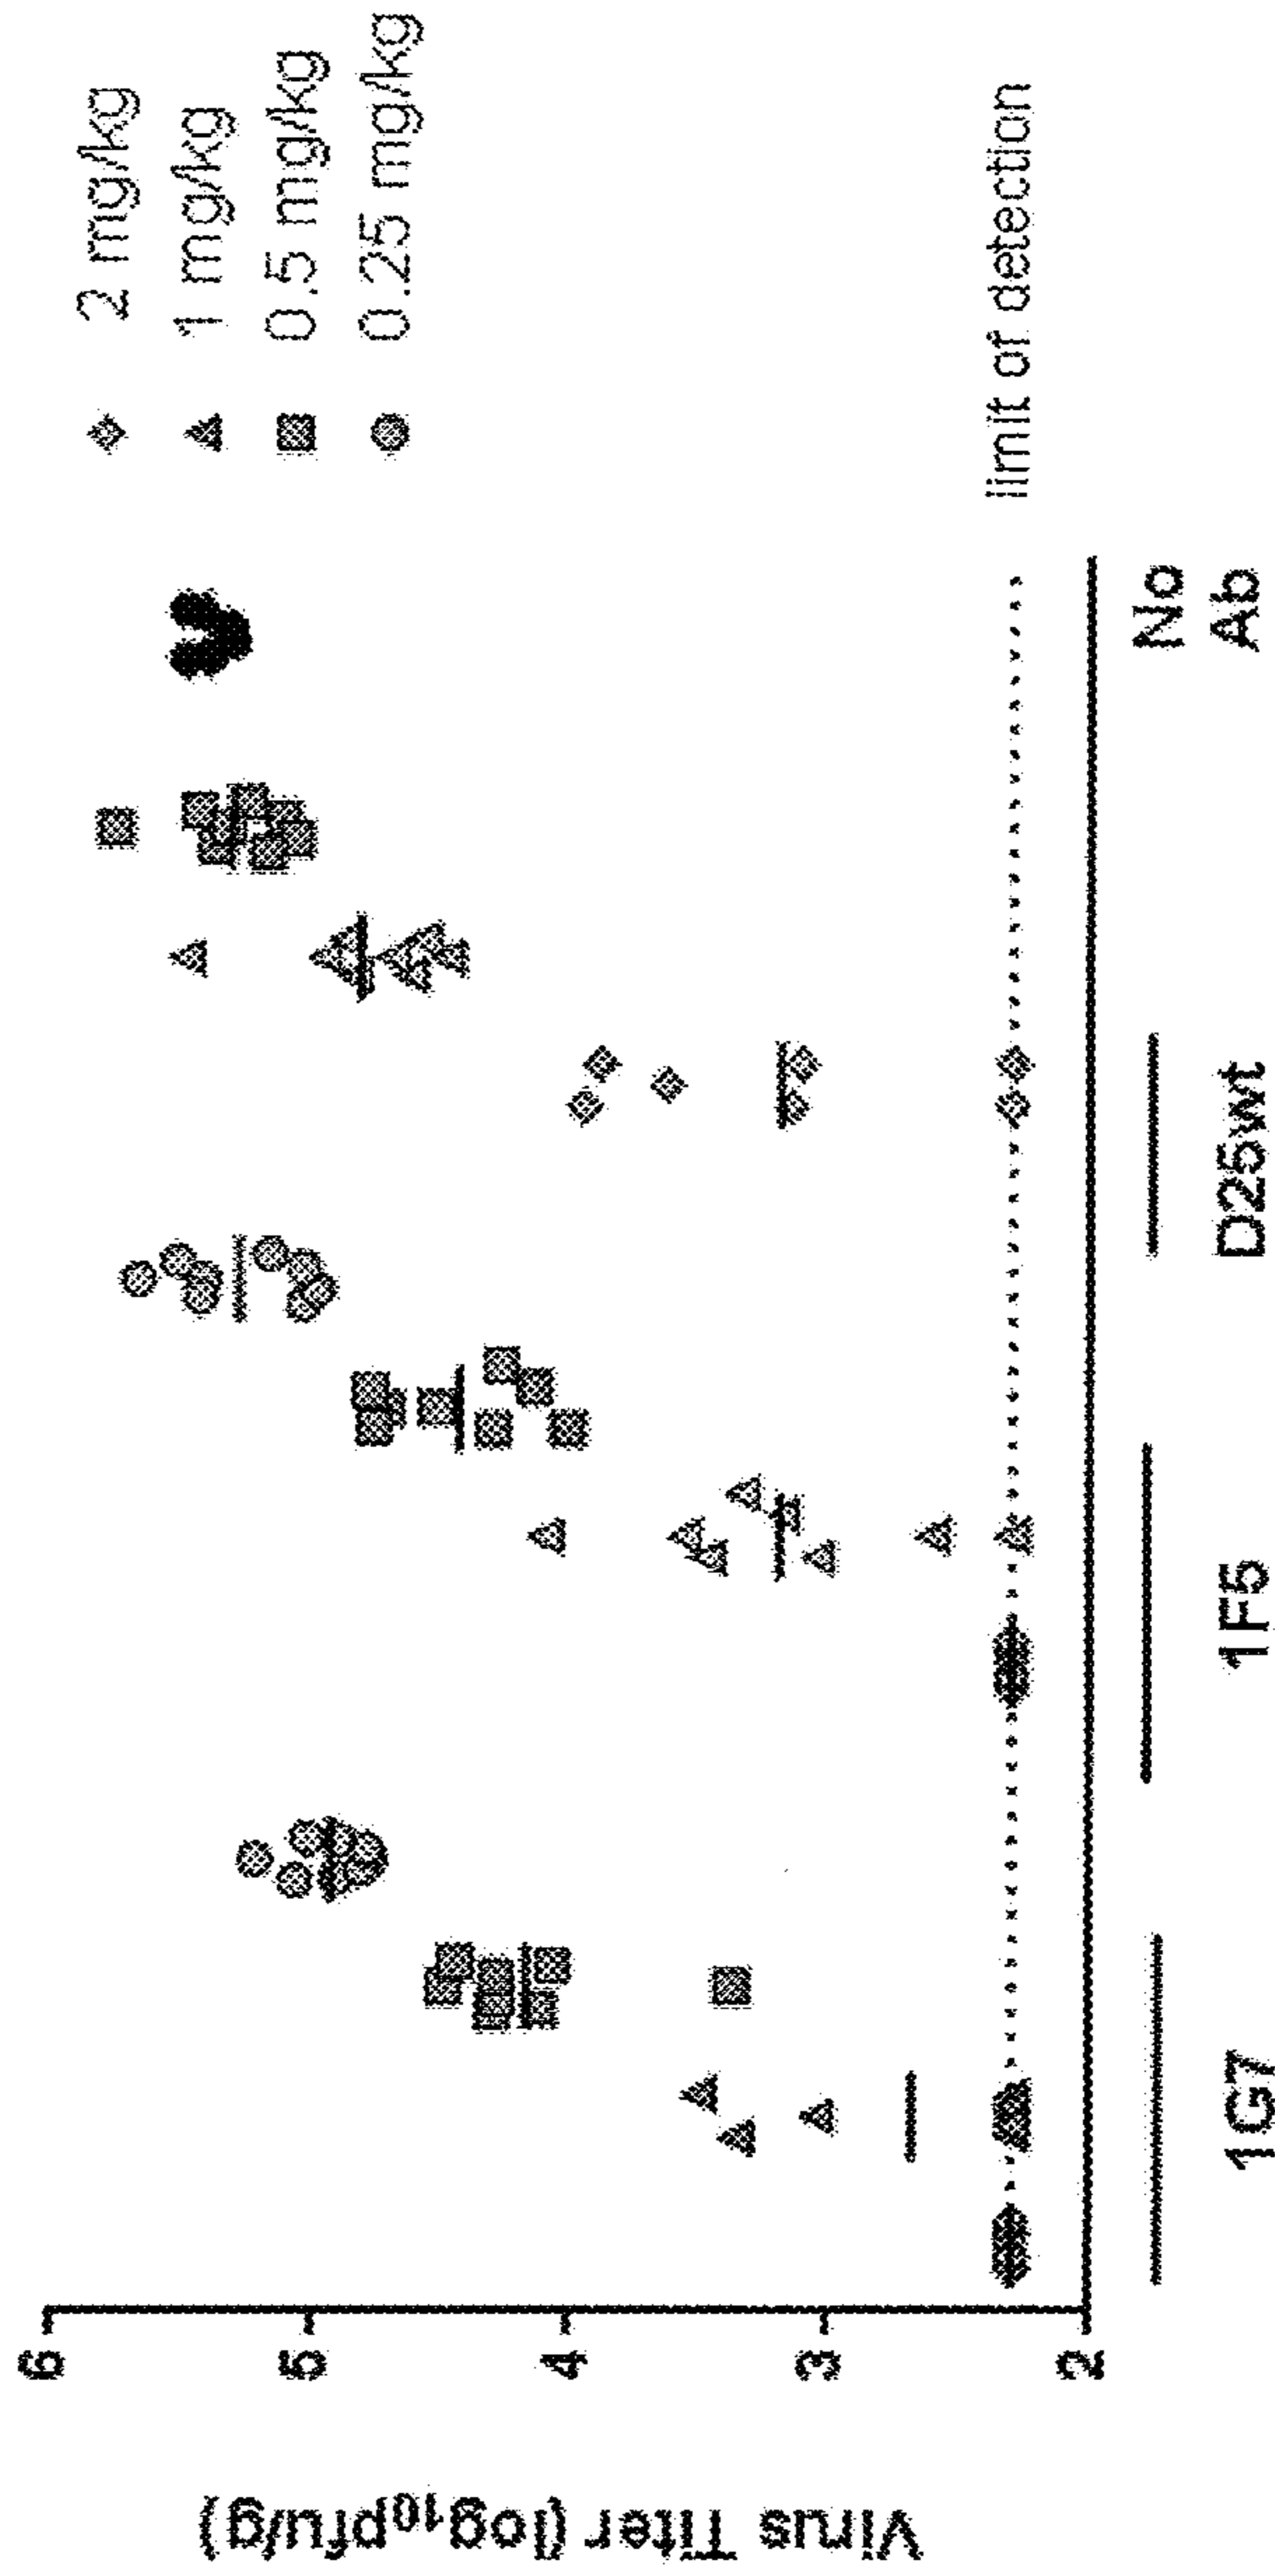 Virus Titer (log10pfu/g)
6
5
4
3
2
2 mg/kg
1 mg/kg
0.5 mg/kg
0.25 mg/kg
limit of detection
1G7
1F5
D25wt
No
Ab